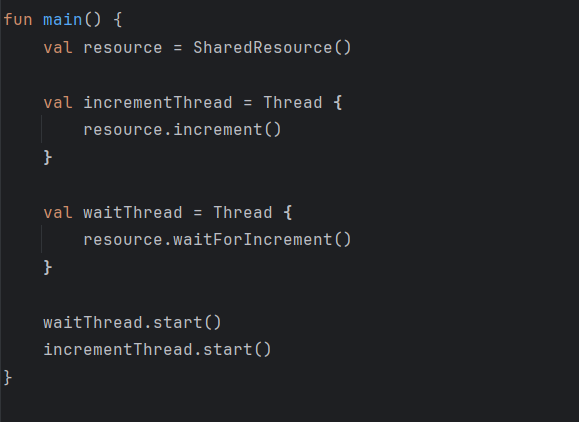 fun main() {
    val resource = SharedResource()

    val incrementThread = Thread {
        resource.increment()
    }

    val waitThread = Thread {
        resource.waitForIncrement()
    }

    waitThread.start()
    incrementThread.start()
}